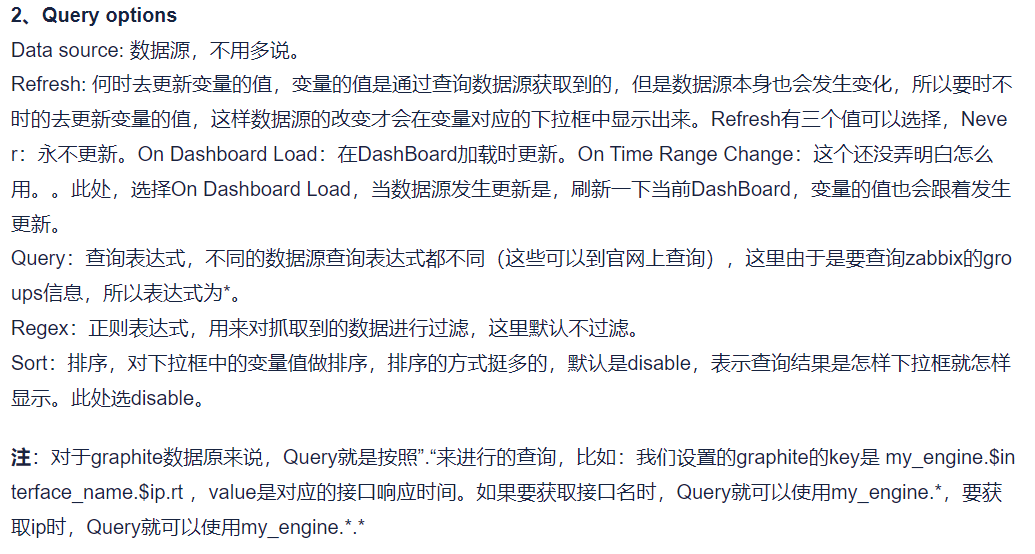 2、Query options
Data source: 数据源，不用多说。
Refresh: 何时去更新变量的值，变量的值是通过查询数据源获取到的，但是数据源本身也会发生变化，所以要时不
时的去更新变量的值，这样数据源的改变才会在变量对应的下拉框中显示出来。Refresh有三个值可以选择，Neve
r：永不更新。On Dashboard Load：在DashBoard加载时更新。On Time Range Change：这个还没弄明白怎么
用。。此处，选择On Dashboard Load，当数据源发生更新是，刷新一下当前DashBoard，变量的值也会跟着发生
更新。
Query：查询表达式，不同的数据源查询表达式都不同（这些可以到官网上查询），这里由于是要查询zabbix的gro
ups信息，所以表达式为*。
Regex：正则表达式，用来对抓取到的数据进行过滤，这里默认不过滤。
Sort：排序，对下拉框中的变量值做排序，排序的方式挺多的，默认是disable，表示查询结果是怎样下拉框就怎样
显示。此处选disable。
注：对于graphite数据原来说，Query就是按照”.“来进行的查询，比如：我们设置的graphite的key是 my_engine.$in
terface_name.$ip.rt ，value是对应的接口响应时间。如果要获取接口名时，Query就可以使用my_engine.*，要获
取ip时，Query就可以使用my_engine.*.*